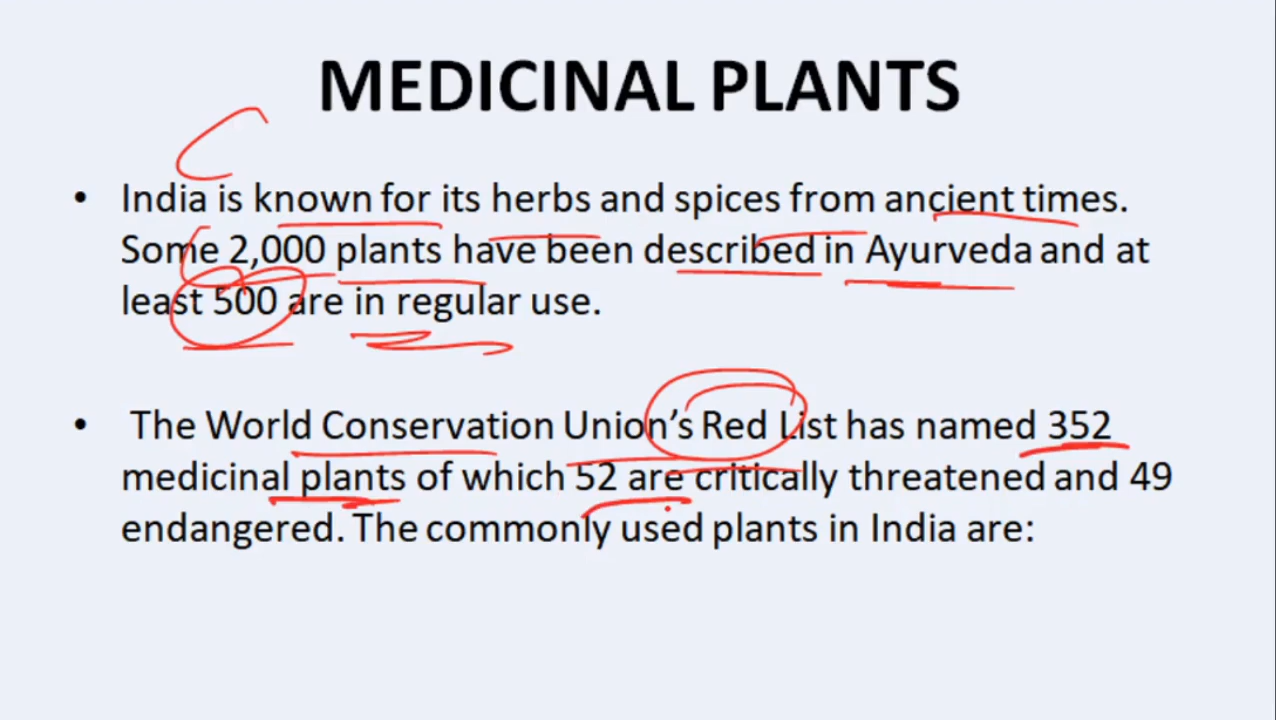 MEDICINAL PLANTS
• India is known for its herbs and spices from ancient times.
Some 2,000 plants have been described in Ayurveda and at
least 500 are in regular use.
• The World Conservation Union's Red List has named 352
medicinal plants of which 52 are critically threatened and 49
endangered. The commonly used plants in India are: